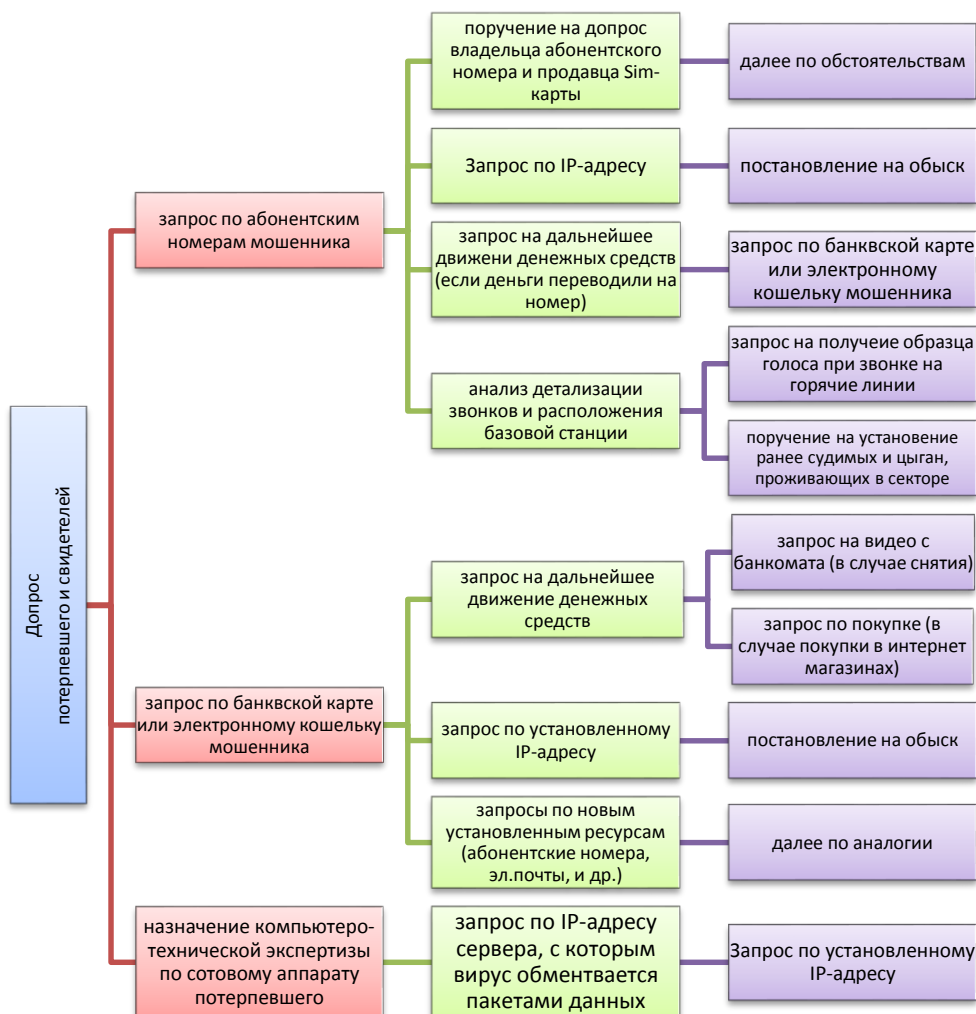 поручение на допрос
владельца абонентского
номера и продавца Sim-
карты
далее по обстоятельствам
Запрос по IP-адресу
постановление на обыск
запрос по абонентским
номерам мошенника
запрос на дальнейшее
движени денежных средств
(если деньги переводили на
номер)
запрос по банквской карте
или электронному
кошельку мошенника
анализ детализации
звонков и расположения
базовой станции
запрос на получеие образца
голоса при звонке на
горячие линии
поручение на установение
ранее судимых и цыган,
проживающих в секторе
Допрос
потерпевшего и свидетелей
запрос по банквской карте
или электронному кошельку
мошенника
запрос на дальнейшее
движение денежных
средств
запрос на видео с
банкомата (в случае снятия)
запрос по покупке (в
случае покупки в интернет
магазинах)
запрос по установленному
IP-адресу
постановление на обыск
запросы по новым
установленным ресурсам
(абонентские номера,
эл.почты, и др.)
далее по аналогии
назначение компьютеро-
технической экспертизы
по сотовому аппарату
потерпевшего
запрос по IP-адресу
сервера, с которым
вирус обментвается
пакетами данных
Запрос по установленному
IP-адресу